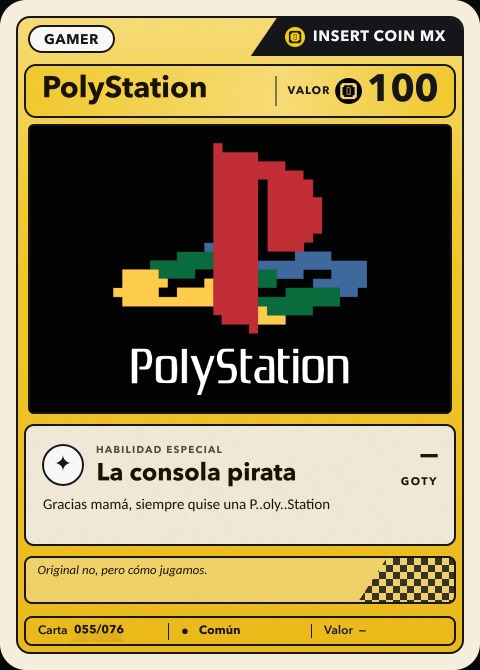 GAMER
INSERT COIN MX
PolyStation
VALOR 100
PolyStation
HABILIDAD ESPECIAL
La consola pirata
—
GOTY
Gracias mamá, siempre quise una P..oly..Station
Original no, pero cómo jugamos.
Carta 055/076 • Común Valor —